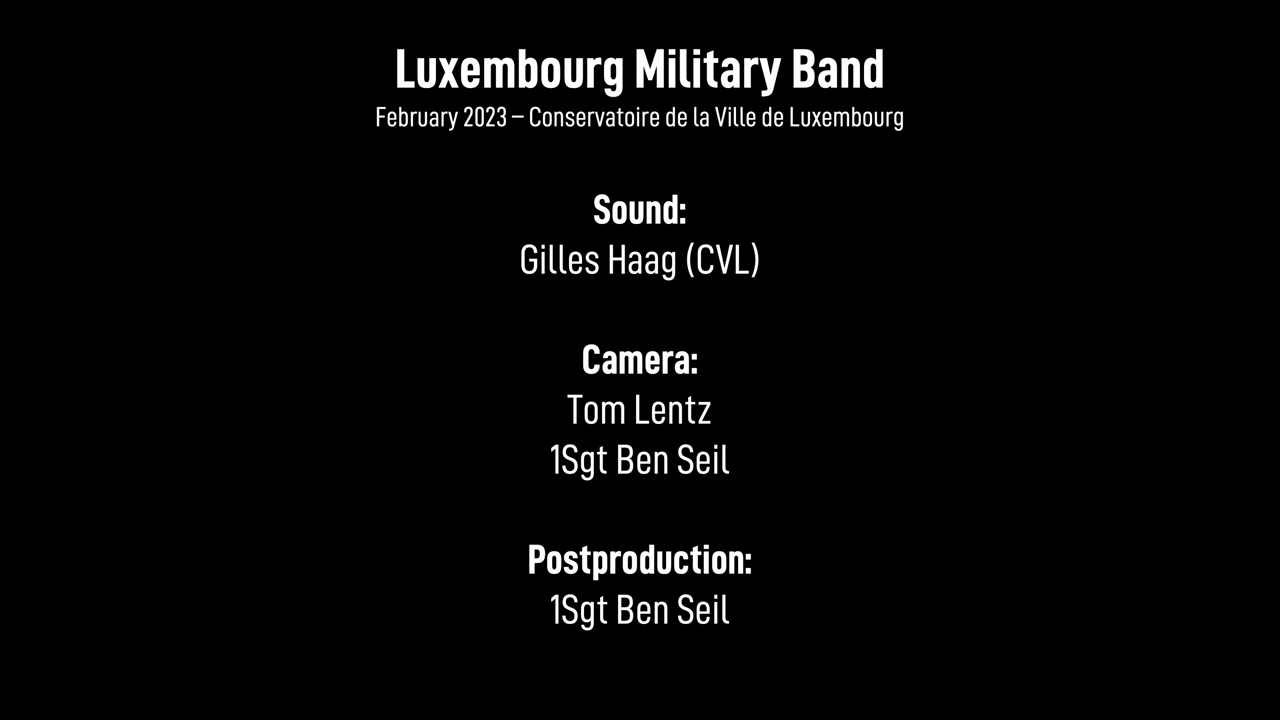 Luxembourg Military Band
February 2023 – Conservatoire de la Ville de Luxembourg
Sound:
Gilles Haag (CVL)
Camera:
Tom Lentz
1Sgt Ben Seil
Postproduction:
1Sgt Ben Seil